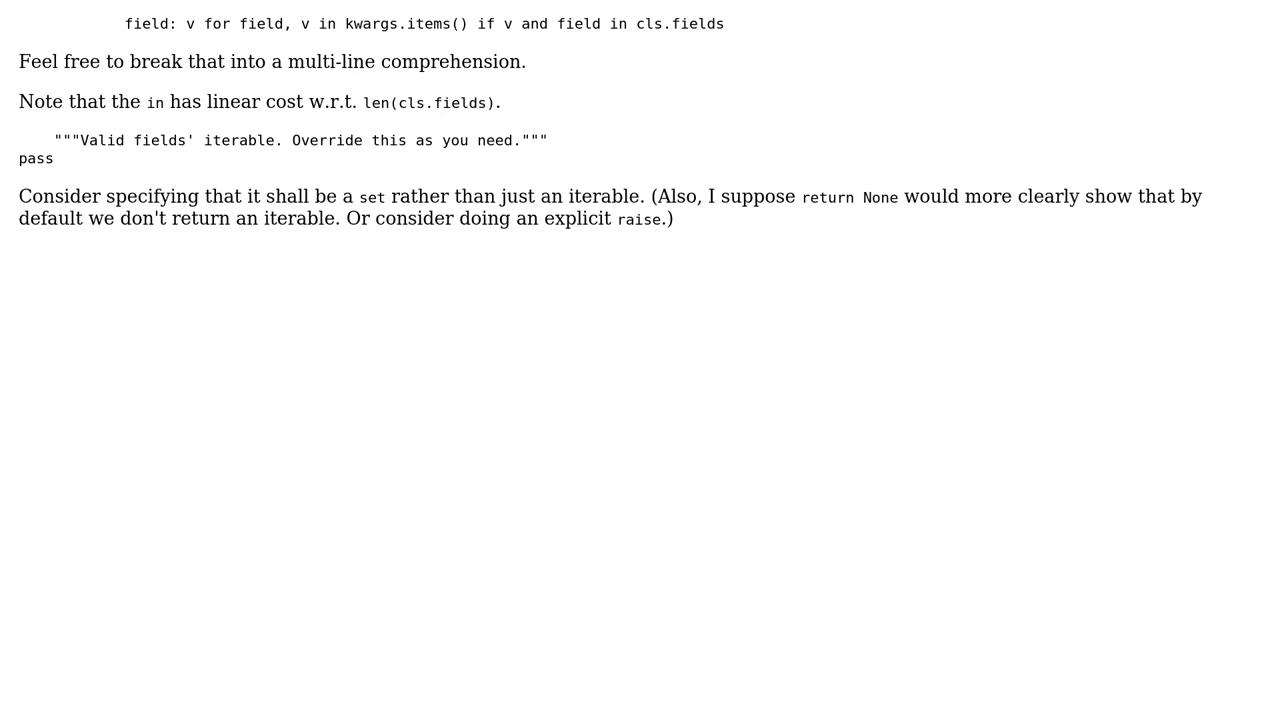 field: v for field, v in kwargs.items() if v and field in cls.fields
Feel free to break that into a multi-line comprehension.
Note that the in has linear cost w.r.t. len(cls.fields).
"""Valid fields' iterable. Override this as you need."""
pass
Consider specifying that it shall be a set rather than just an iterable. (Also, I suppose return None would more clearly show that by
default we don't return an iterable. Or consider doing an explicit raise.)